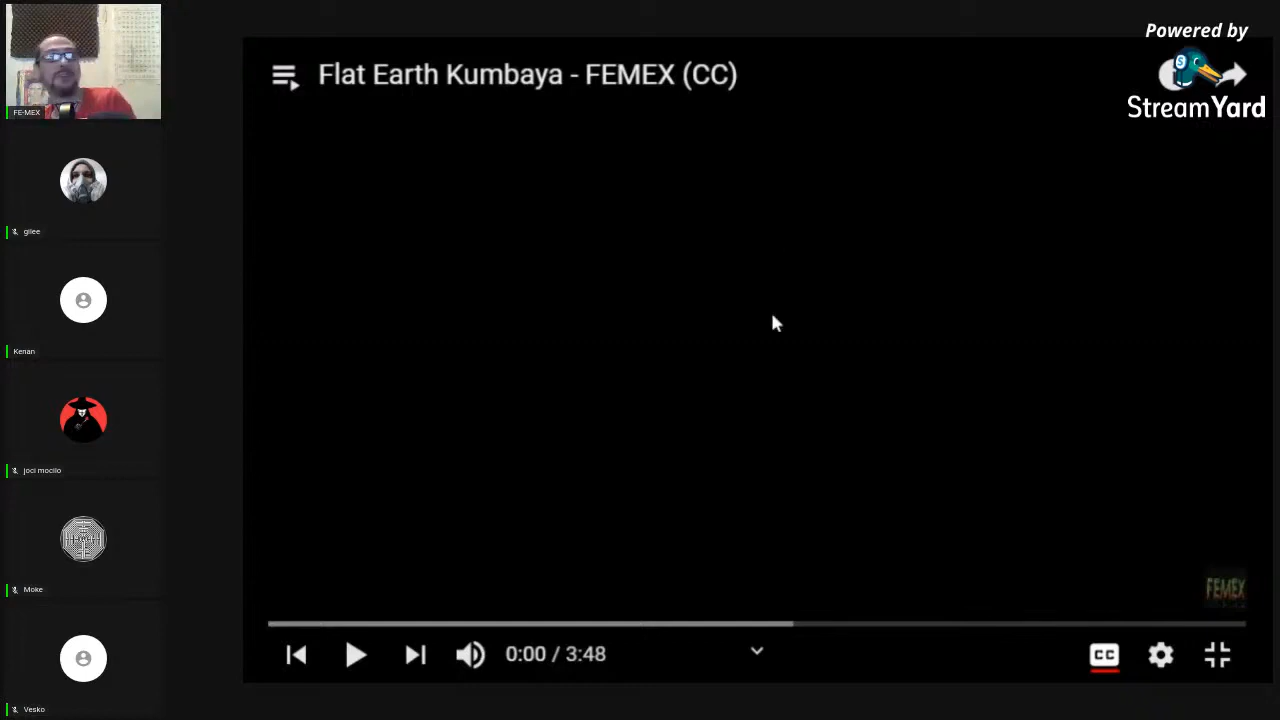 Powered by
StreamYard
Flat Earth Kumbaya - FEMEX (CC)
FE-MEX
gilee
Kenan
joci mocilo
Moke
Vesko
FEMEX
0:00 / 3:48
CC